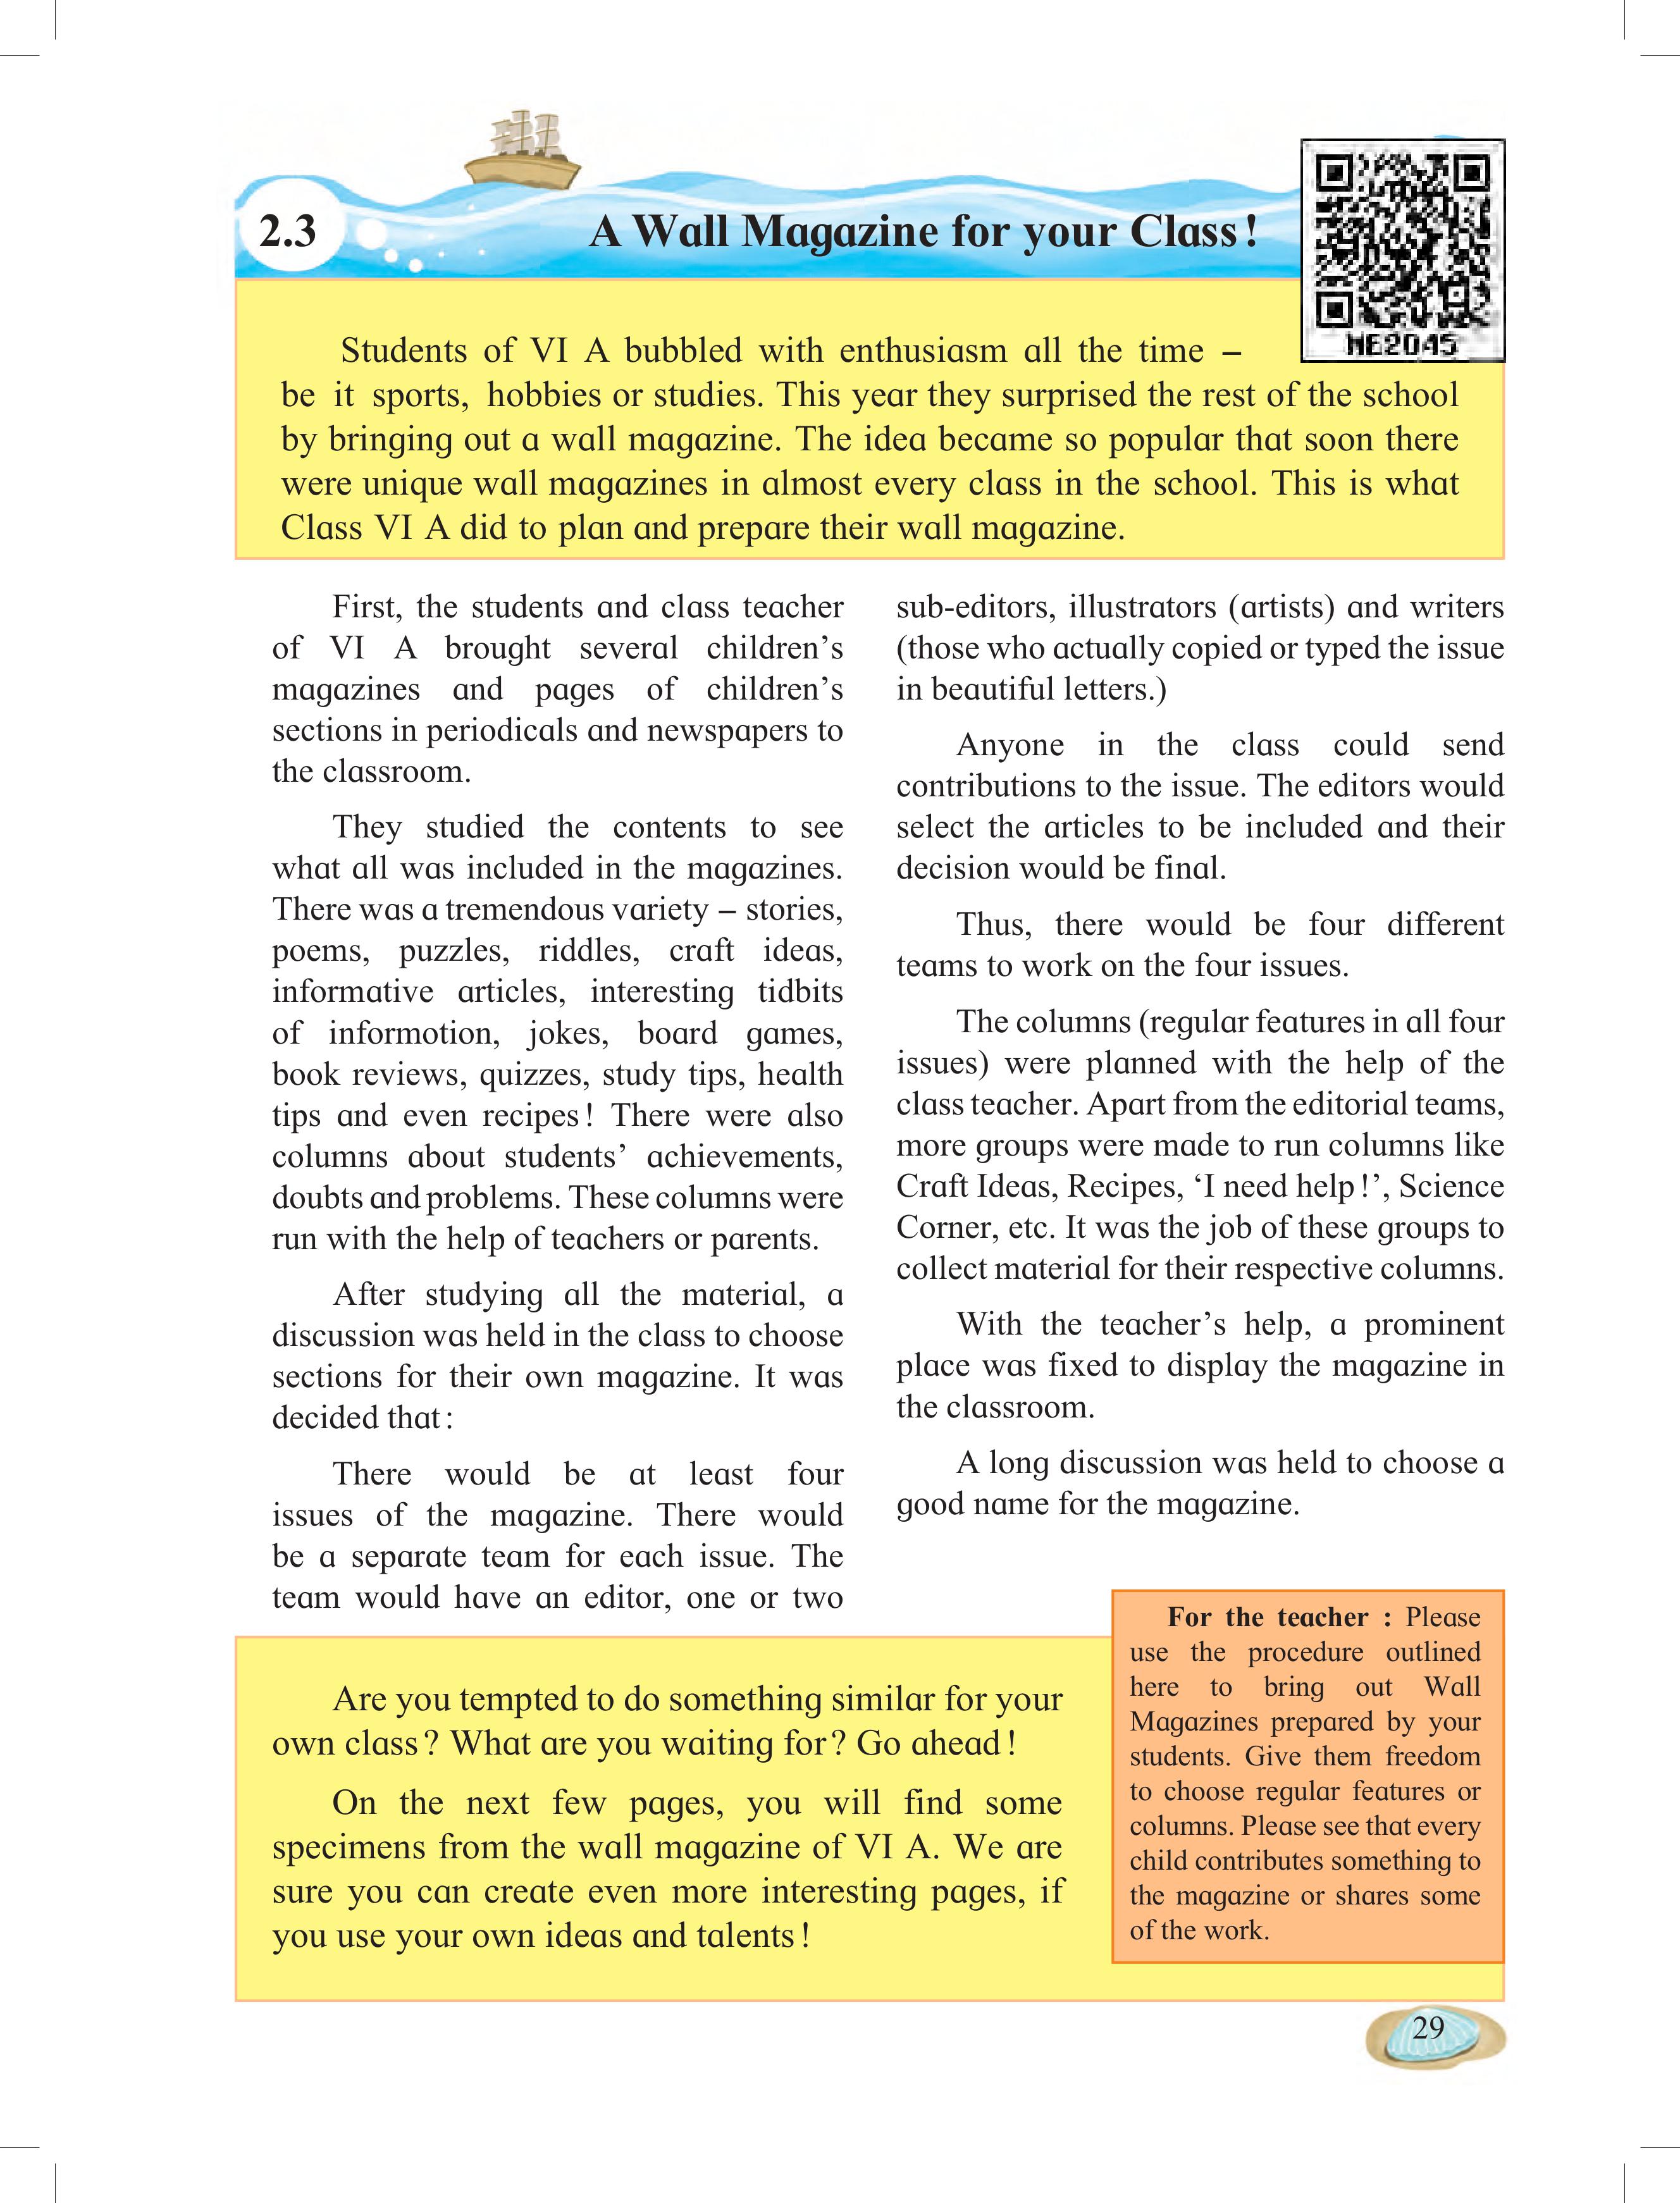 2.3
A Wall Magazine for your Class!
HE2045
Students of VI A bubbled with enthusiasm all the time –
be it sports, hobbies or studies. This year they surprised the rest of the school
by bringing out a wall magazine. The idea became so popular that soon there
were unique wall magazines in almost every class in the school. This is what
Class VI A did to plan and prepare their wall magazine.
First, the students and class teacher
of VI A brought several children’s
magazines and pages of children’s
sections in periodicals and newspapers to
the classroom.
They studied the contents to see
what all was included in the magazines.
There was a tremendous variety – stories,
poems, puzzles, riddles, craft ideas,
informative articles, interesting tidbits
of informotion, jokes, board games,
book reviews, quizzes, study tips, health
tips and even recipes! There were also
columns about students’ achievements,
doubts and problems. These columns were
run with the help of teachers or parents.
After studying all the material, a
discussion was held in the class to choose
sections for their own magazine. It was
decided that:
There would be at least four
issues of the magazine. There would
be a separate team for each issue. The
team would have an editor, one or two
sub-editors, illustrators (artists) and writers
(those who actually copied or typed the issue
in beautiful letters.)
Anyone in the class could send
contributions to the issue. The editors would
select the articles to be included and their
decision would be final.
Thus, there would be four different
teams to work on the four issues.
The columns (regular features in all four
issues) were planned with the help of the
class teacher. Apart from the editorial teams,
more groups were made to run columns like
Craft Ideas, Recipes, ‘I need help!’, Science
Corner, etc. It was the job of these groups to
collect material for their respective columns.
With the teacher’s help, a prominent
place was fixed to display the magazine in
the classroom.
A long discussion was held to choose a
good name for the magazine.
Are you tempted to do something similar for your
own class? What are you waiting for? Go ahead!
On the next few pages, you will find some
specimens from the wall magazine of VI A. We are
sure you can create even more interesting pages, if
you use your own ideas and talents!
For the teacher : Please
use the procedure outlined
here to bring out Wall
Magazines prepared by your
students. Give them freedom
to choose regular features or
columns. Please see that every
child contributes something to
the magazine or shares some
of the work.
29